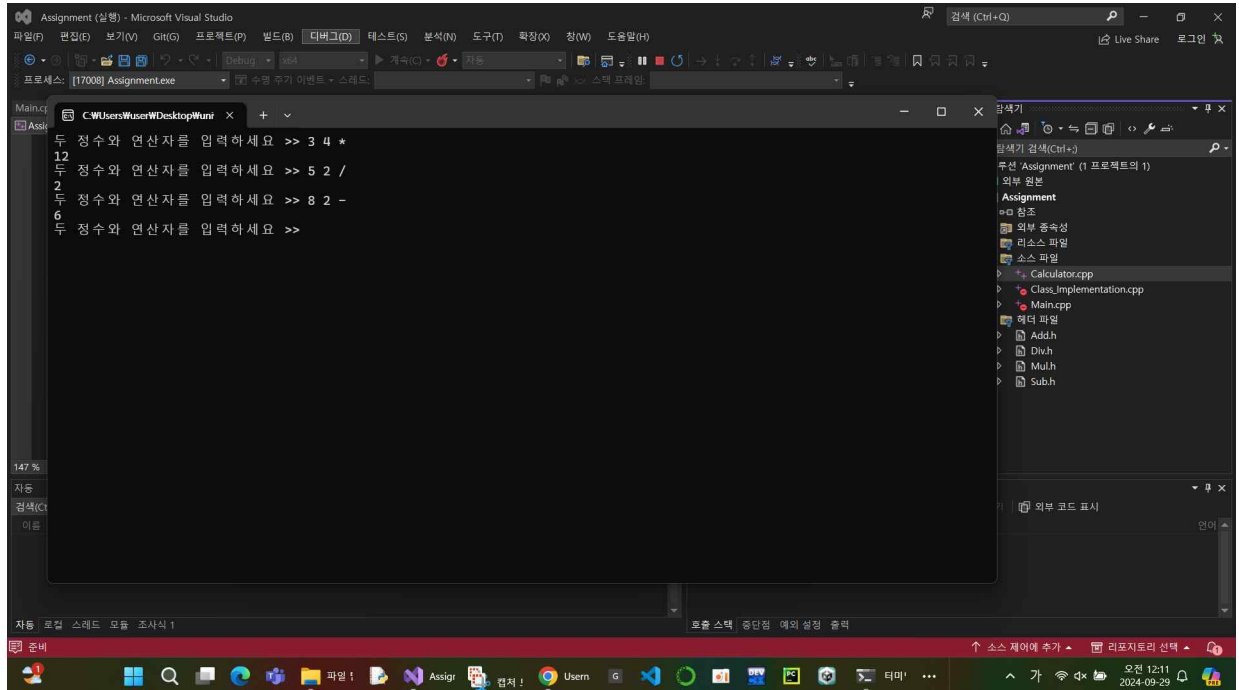 Assignment (실행) - Microsoft Visual Studio
검색 (Ctrl+Q)
파일(F) 편집(E) 보기(V) Git(G) 프로젝트(P) 빌드(B) 디버그(D) 테스트(S) 분석(N) 도구(T) 확장(X) 창(W) 도움말(H)
Live Share 로그인
Debug x64 계속(C) 자동
프로세스: [17008] Assignment.exe 수명 주기 이벤트 스레드: 스택 프레임:
C:₩Users₩user₩Desktop₩uni
두 정수와 연산자를 입력하세요 >> 3 4 *
12
두 정수와 연산자를 입력하세요 >> 5 2 /
2
두 정수와 연산자를 입력하세요 >> 8 2 -
6
두 정수와 연산자를 입력하세요 >>
탐색기
탐색기 검색(Ctrl+;)
루션 'Assignment' (1 프로젝트의 1)
외부 원본
Assignment
참조
외부 종속성
리소스 파일
소스 파일
Calculator.cpp
Class_Implementation.cpp
Main.cpp
헤더 파일
Add.h
Div.h
Mul.h
Sub.h
147 %
자동
검색(Ct
이름
외부 코드 표시
언어
자동 로컬 스레드 모듈 조사식 1
호출 스택 중단점 예외 설정 출력
준비
소스 제어에 추가 리포지토리 선택
파일 Assigr 캡처 Usern 터미
가 오전 12:11
2024-09-29